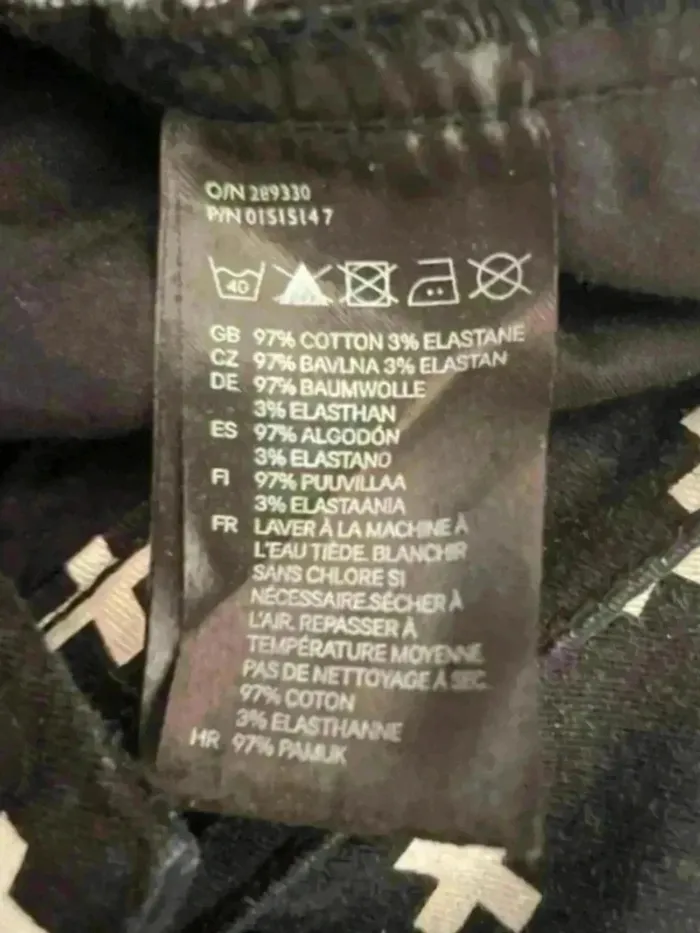 O/N 289330
P/N 01515147
40
GB 97% COTTON 3% ELASTANE
CZ 97% BAVLNA 3% ELASTAN
DE 97% BAUMWOLLE
3% ELASTHAN
ES 97% ALGODÓN
3% ELASTANO
FI 97% PUUVILLAA
3% ELASTAANIA
FR LAVER À LA MACHINE À
L'EAU TIÈDE. BLANCHIR
SANS CHLORE SI
NÉCESSAIRE.SÉCHER À
L'AIR. REPASSER À
TEMPÉRATURE MOYENNE.
PAS DE NETTOYAGE À SEC.
97% COTON
3% ELASTHANNE
HR 97% PAMUK